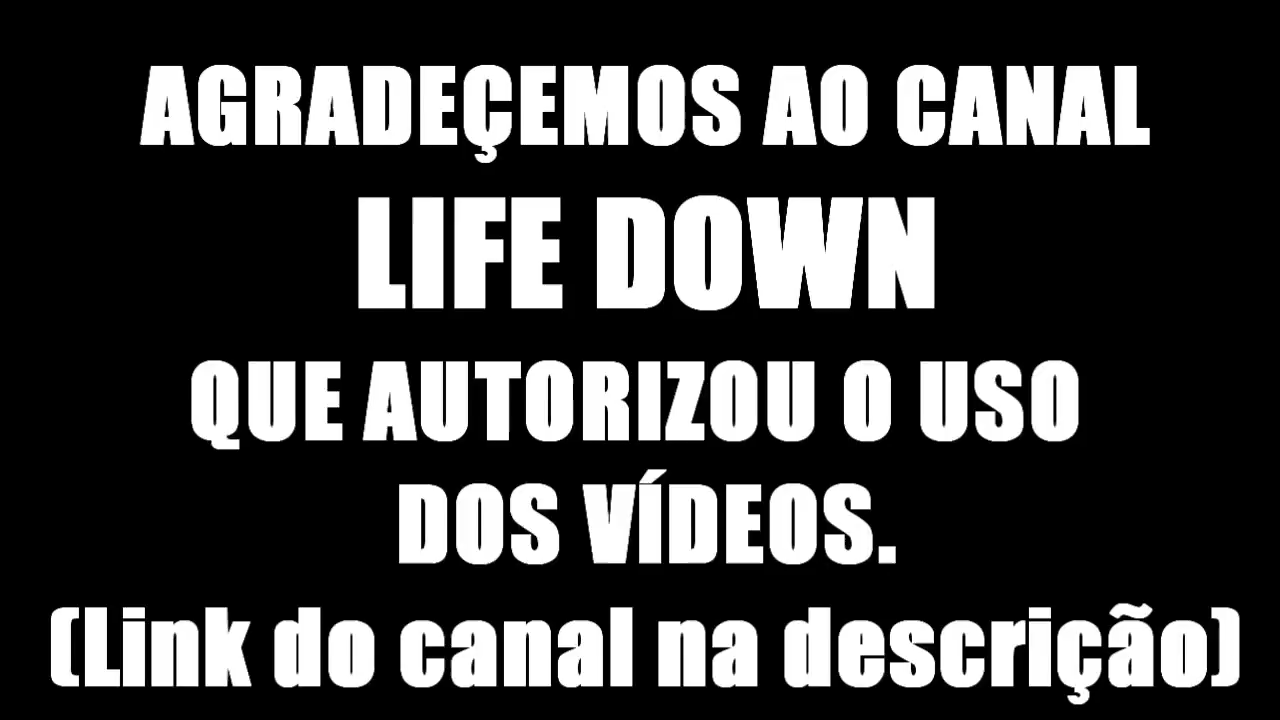 AGRADEÇEMOS AO CANAL
LIFE DOWN
QUE AUTORIZOU O USO
DOS VÍDEOS.
(Link do canal na descrição)